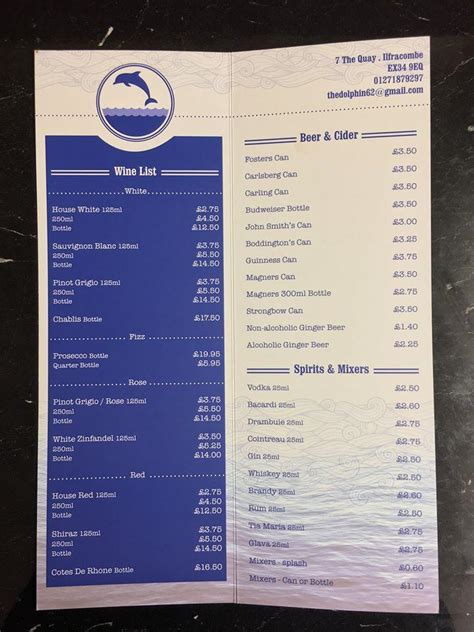 7 The Quay , Ilfracombe
EX34 9EQ
01271879297
thedolphin62@gmail.com
Wine List
White
House White 125ml £2.75
250ml £4.50
Bottle £12.50
Sauvignon Blanc 125ml £3.75
250ml £5.50
Bottle £14.50
Pinot Grigio 125ml £3.75
250ml £5.50
Bottle £14.50
Chablis Bottle £17.50
Fizz
Prosecco Bottle £19.95
Quarter Bottle £5.95
Rose
Pinot Grigio / Rose 125ml £3.75
250ml £5.50
Bottle £14.50
White Zinfandel 125ml £3.50
250ml £5.25
Bottle £14.00
Red
House Red 125ml £2.75
250ml £4.50
Bottle £12.50
Shiraz 125ml £3.75
250ml £5.50
Bottle £14.50
Cotes De Rhone Bottle £16.50
Beer & Cider
Fosters Can £3.50
Carlsberg Can £3.50
Carling Can £3.50
Budweiser Bottle £3.50
John Smith's Can £3.00
Boddington's Can £3.25
Guinness Can £3.75
Magners Can £3.50
Magners 300ml Bottle £3.75
Strongbow Can £3.50
Non-alcoholic Ginger Beer £1.40
Alcoholic Ginger Beer £2.25
Spirits & Mixers
Vodka 25ml £2.50
Bacardi 25ml £2.50
Drambuie 25ml £2.75
Cointreau 25ml £2.75
Gin 25ml £2.50
Whiskey 25ml £2.50
Brandy 25ml £2.75
Rum 25ml £2.50
Tia Maria 25ml £2.75
Glava 25ml £2.75
Mixers - splash £0.60
Mixers - Can or Bottle £1.10